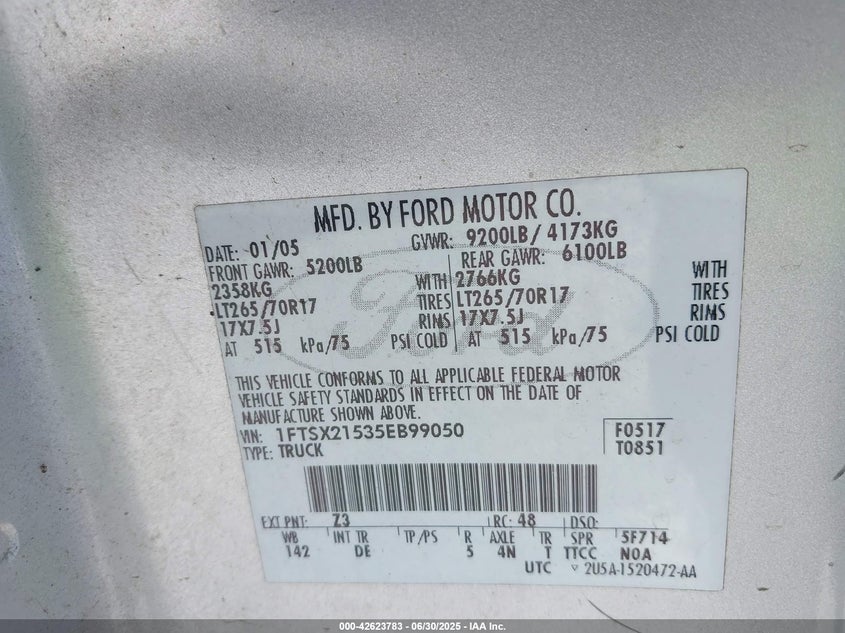 MFD. BY FORD MOTOR CO.
DATE: 01/05 GVWR: 9200LB/ 4173KG
FRONT GAWR: 5200LB REAR GAWR: 6100LB
2358KG WITH 2766KG WITH
LT265/70R17 TIRES LT265/70R17 TIRES
17X7.5J RIMS 17X7.5J RIMS
AT 515 kPa/75 PSI COLD AT 515 kPa/75 PSI COLD
Ford
THIS VEHICLE CONFORMS TO ALL APPLICABLE FEDERAL MOTOR
VEHICLE SAFETY STANDARDS IN EFFECT ON THE DATE OF
MANUFACTURE SHOWN ABOVE.
VIN: 1FTSX21535EB99050 F0517
TYPE: TRUCK T0851
EXT PNT: Z3 RC: 48 DSO:
WB INT TR TP/PS R AXLE TR SPR 5F714
142 DE 5 4N T TTCC NOA
UTC ▽ 2U5A-1520472-AA
000-42623783 - 06/30/2025 - IAA Inc.